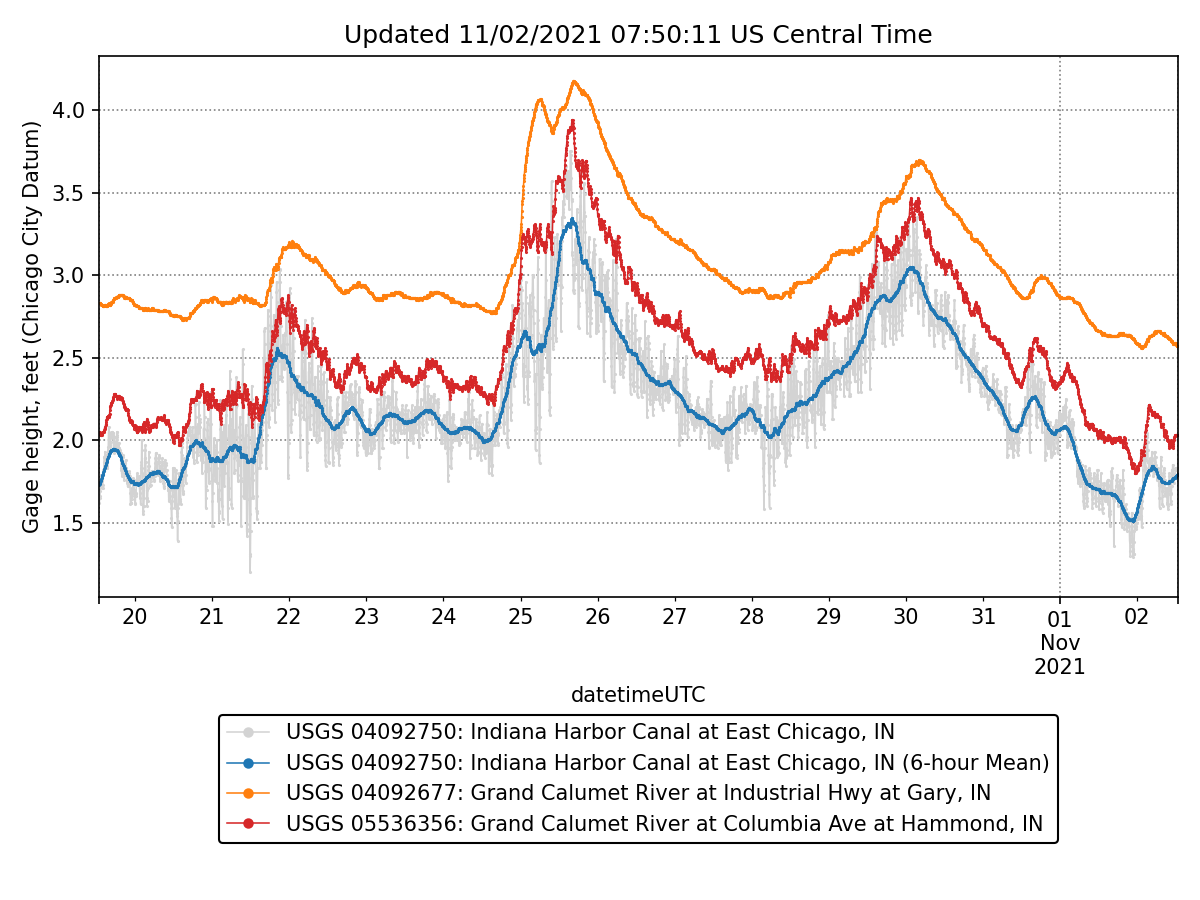 Updated 11/02/2021 07:50:11 US Central Time
Gage height, feet (Chicago City Datum)
4.0
3.5
3.0
2.5
2.0
1.5
20 21 22 23 24 25 26 27 28 29 30 31 01 02
Nov
2021
datetimeUTC
USGS 04092750: Indiana Harbor Canal at East Chicago, IN
USGS 04092750: Indiana Harbor Canal at East Chicago, IN (6-hour Mean)
USGS 04092677: Grand Calumet River at Industrial Hwy at Gary, IN
USGS 05536356: Grand Calumet River at Columbia Ave at Hammond, IN